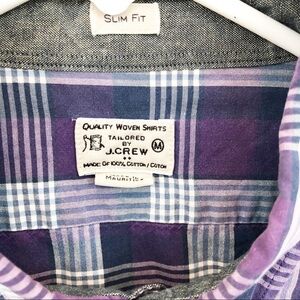 SLIM FIT
QUALITY WOVEN SHIRTS
TAILORED
BY
J.CREW
M
MADE OF 100% COTTON / COTON
MAURITIUS